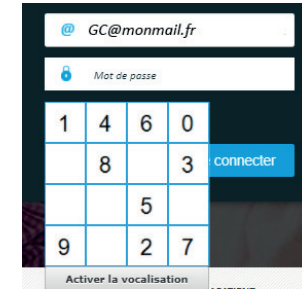 @ GC@monmail.fr
Mot de passe
1 4 6 0
8 3
connecter
5
9 2 7
Activer la vocalisation